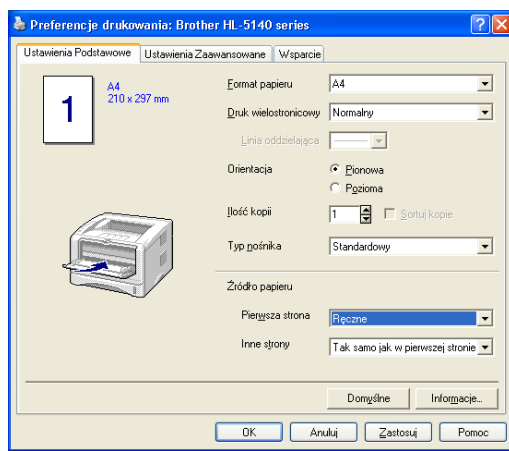 Preferencje drukowania: Brother HL-5140 series
Ustawienia Podstawowe Ustawienia Zaawansowane Wsparcie
1
A4
210 x 297 mm
Format papieru A4
Druk wielostronicowy Normalny
Linia oddzielająca
Orientacja Pionowa
Pozioma
Ilość kopii 1 Sortuj kopie
Typ nośnika Standardowy
Źródło papieru
Pierwsza strona Ręczne
Inne strony Tak samo jak w pierwszej stronie
Domyślne Informacje...
OK Anuluj Zastosuj Pomoc